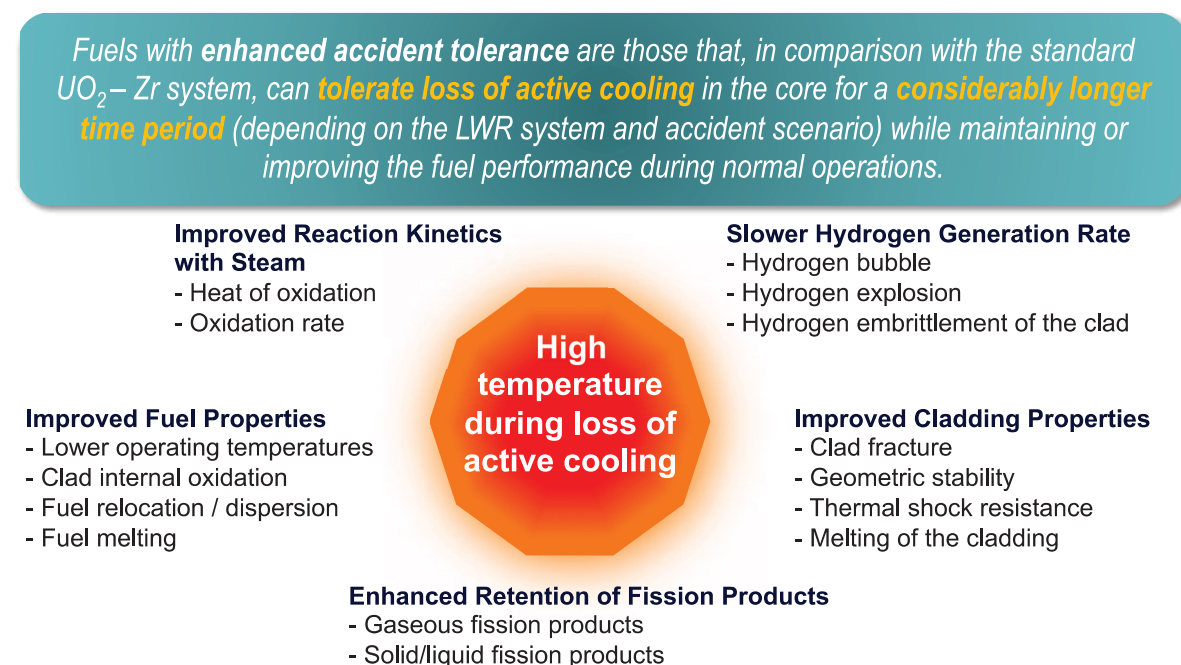 Fuels with enhanced accident tolerance are those that, in comparison with the standard
UO2 – Zr system, can tolerate loss of active cooling in the core for a considerably longer
time period (depending on the LWR system and accident scenario) while maintaining or
improving the fuel performance during normal operations.
Improved Reaction Kinetics
with Steam
- Heat of oxidation
- Oxidation rate
Slower Hydrogen Generation Rate
- Hydrogen bubble
- Hydrogen explosion
- Hydrogen embrittlement of the clad
High
temperature
during loss of
active cooling
Improved Fuel Properties
- Lower operating temperatures
- Clad internal oxidation
- Fuel relocation / dispersion
- Fuel melting
Improved Cladding Properties
- Clad fracture
- Geometric stability
- Thermal shock resistance
- Melting of the cladding
Enhanced Retention of Fission Products
- Gaseous fission products
- Solid/liquid fission products